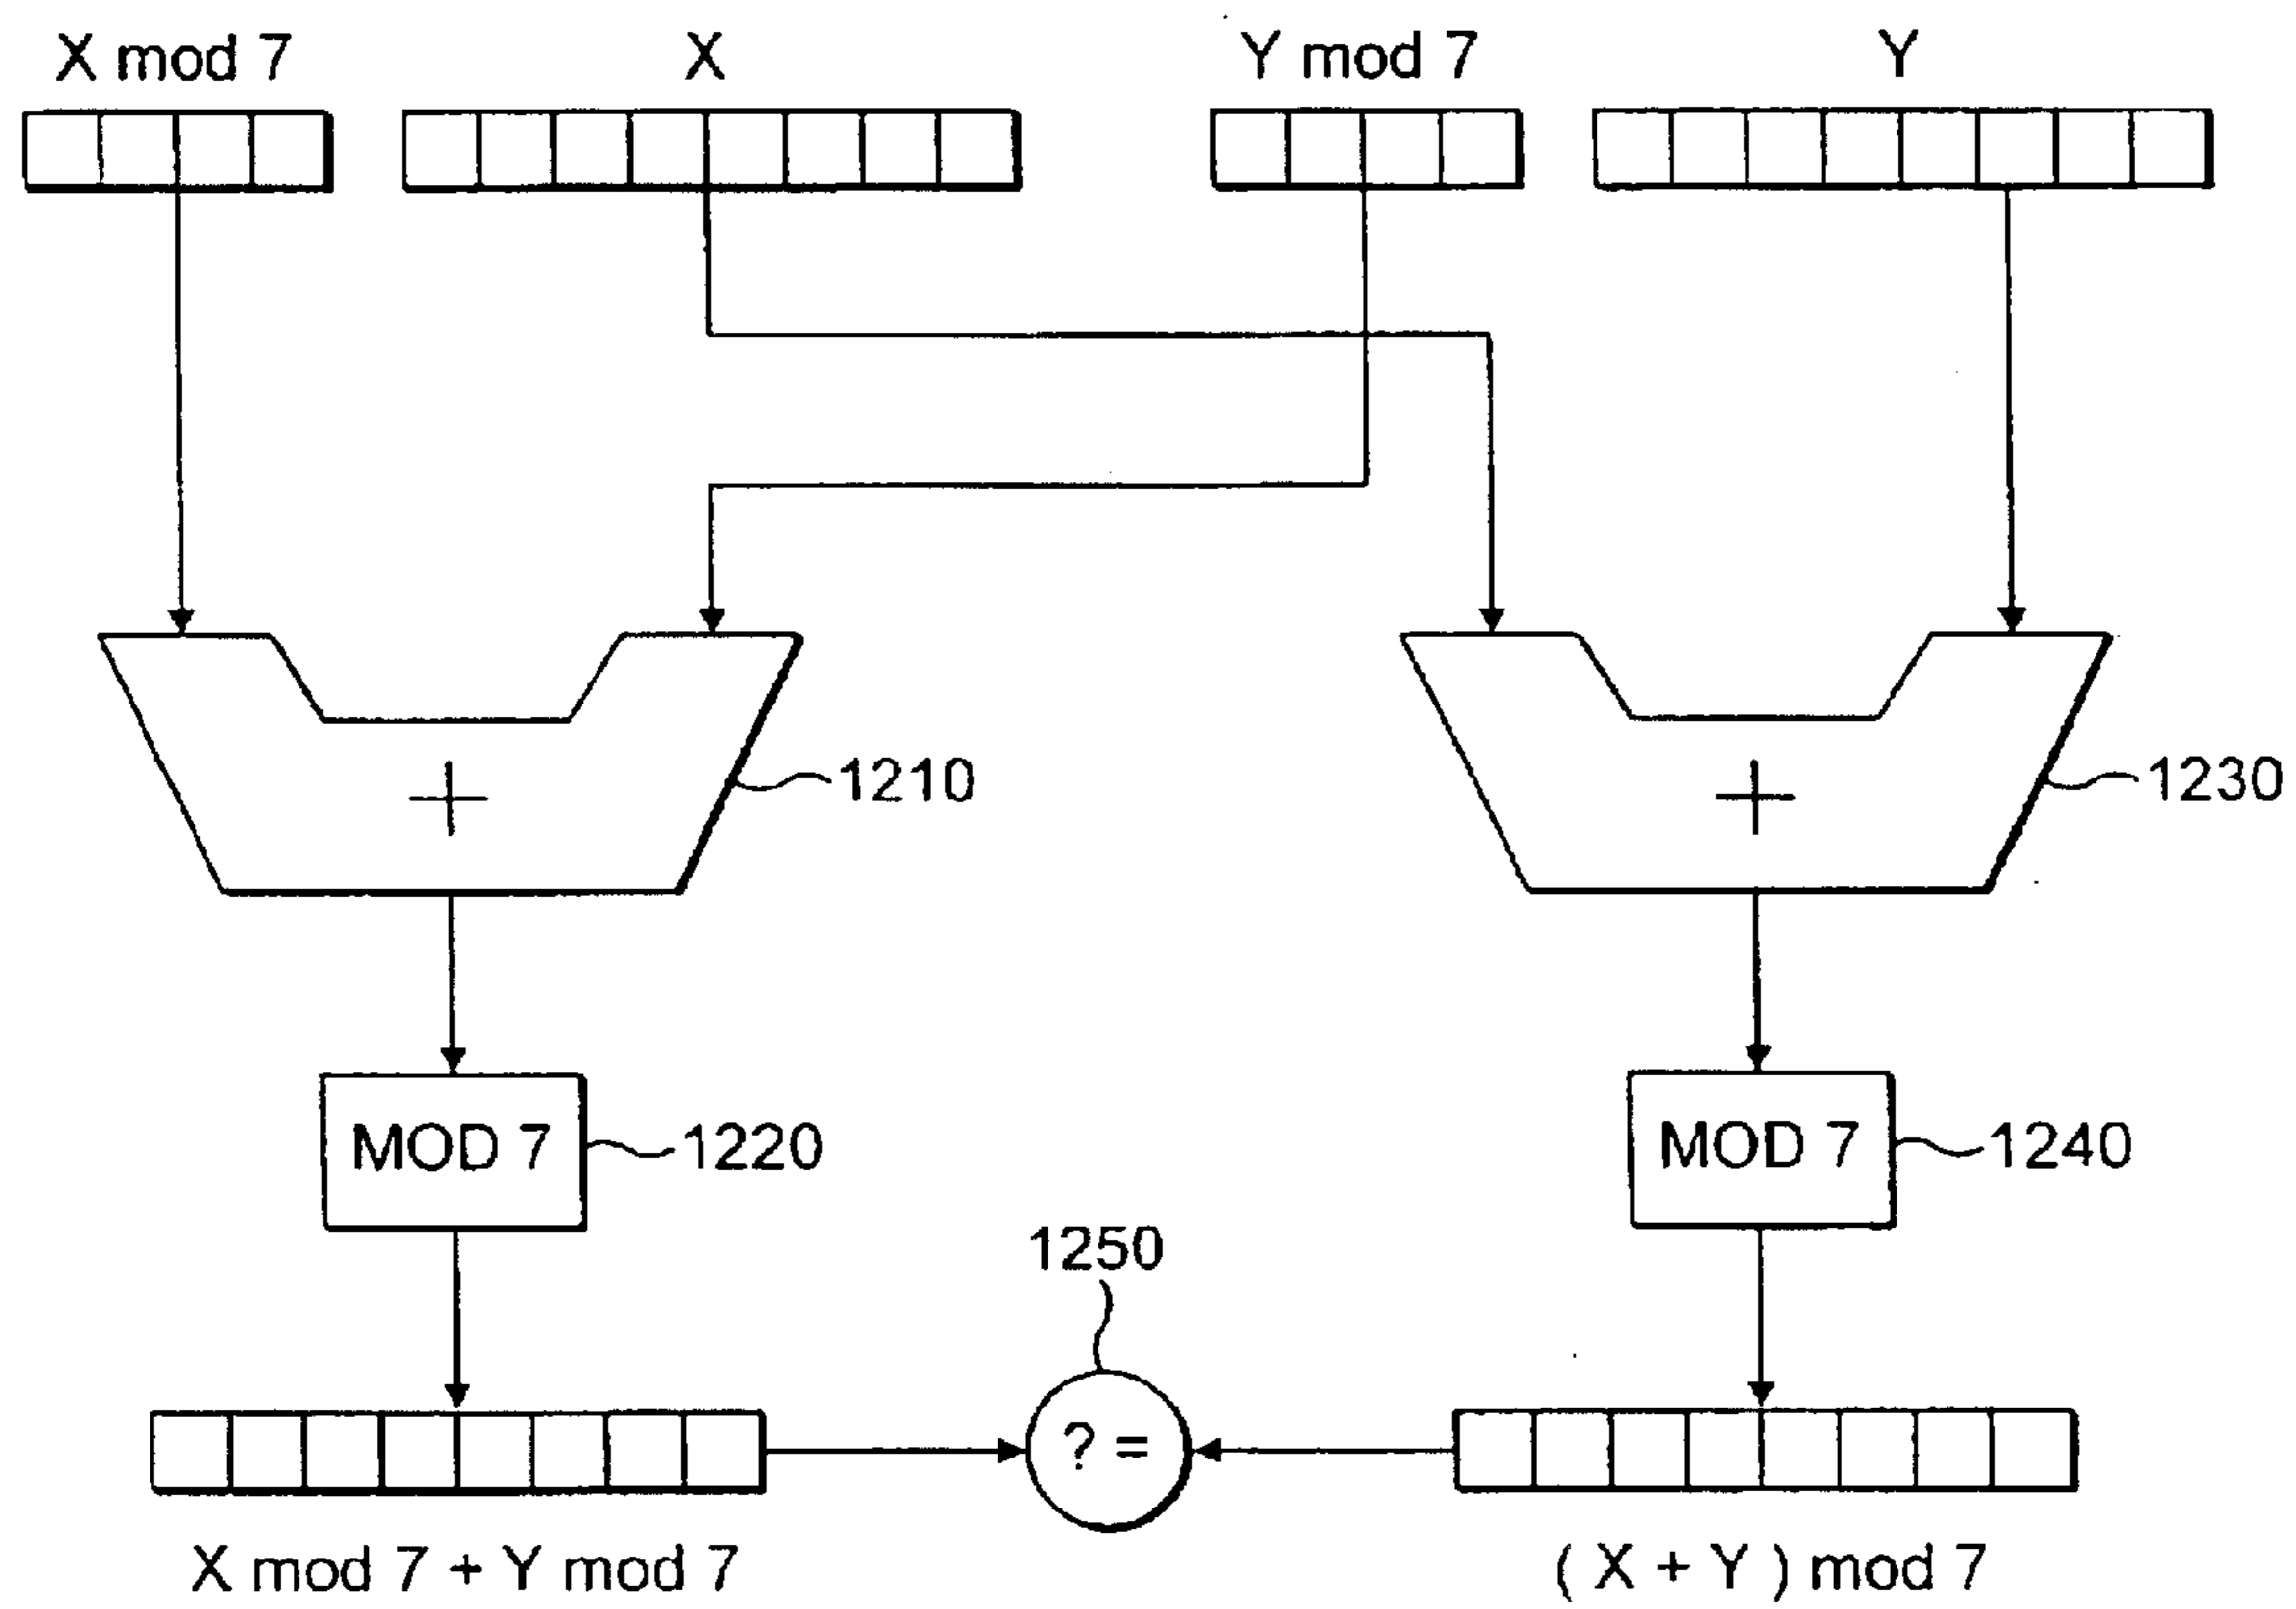 X mod 7
X
Y mod 7
Y
+
1210
+
1230
MOD 7
1220
MOD 7
1240
1250
? =
X mod 7 + Y mod 7
( X + Y ) mod 7